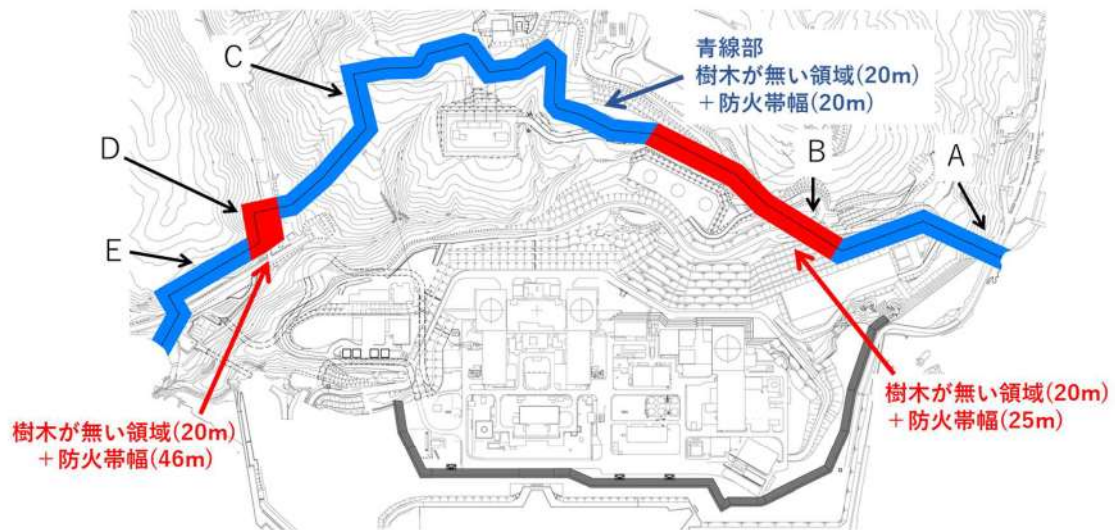 青線部
樹木が無い領域(20m)
＋防火帯幅(20m)
C
D
B
A
E
樹木が無い領域(20m)
＋防火帯幅(46m)
樹木が無い領域(20m)
＋防火帯幅(25m)